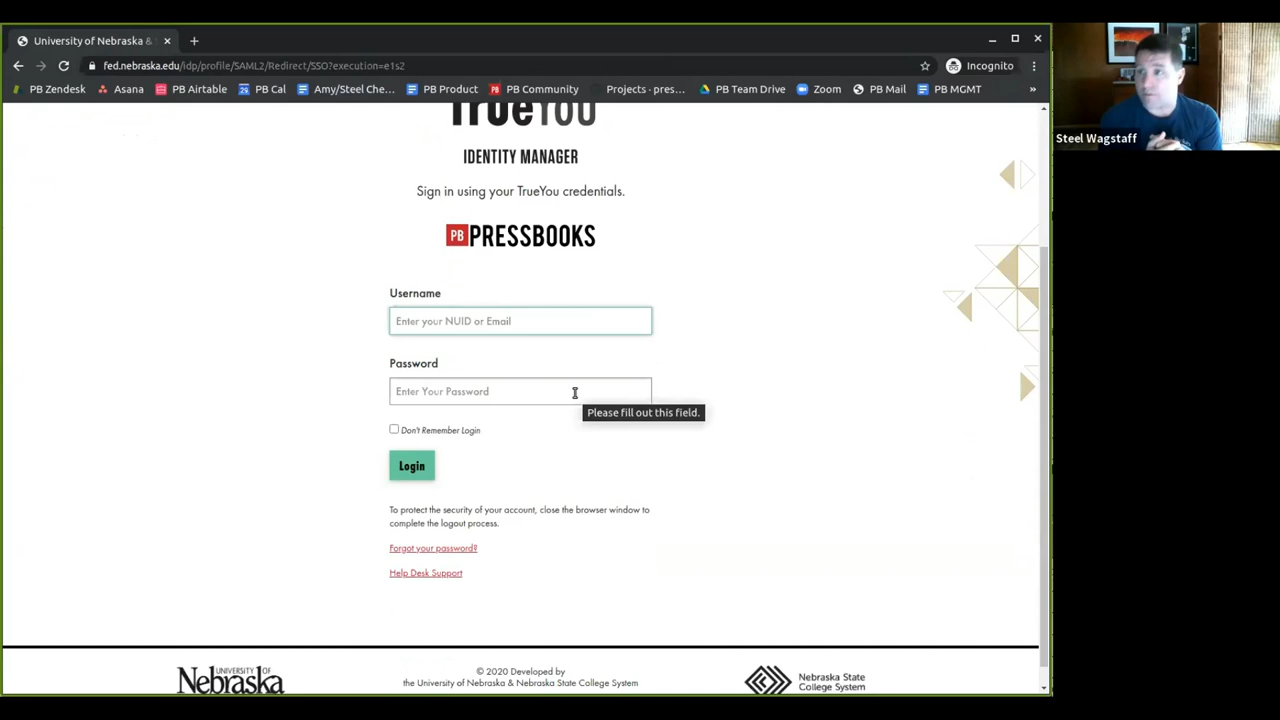 University of Nebraska &
fed.nebraska.edu/idp/profile/SAML2/Redirect/SSO?execution=e1s2
Incognito
PB Zendesk
Asana
PB Airtable
PB Cal
Amy/Steel Che...
PB Product
PB Community
Projects - pres...
PB Team Drive
Zoom
PB Mail
PB MGMT
»
Steel Wagstaff
TrueYou
IDENTITY MANAGER
Sign in using your TrueYou credentials.
PB PRESSBOOKS
Username
Enter your NUID or Email
Password
Enter Your Password
Please fill out this field.
Don't Remember Login
Login
To protect the security of your account, close the browser window to
complete the logout process.
Forgot your password?
Help Desk Support
UNIVERSITY OF
Nebraska
© 2020 Developed by
the University of Nebraska & Nebraska State College System
Nebraska State
College System